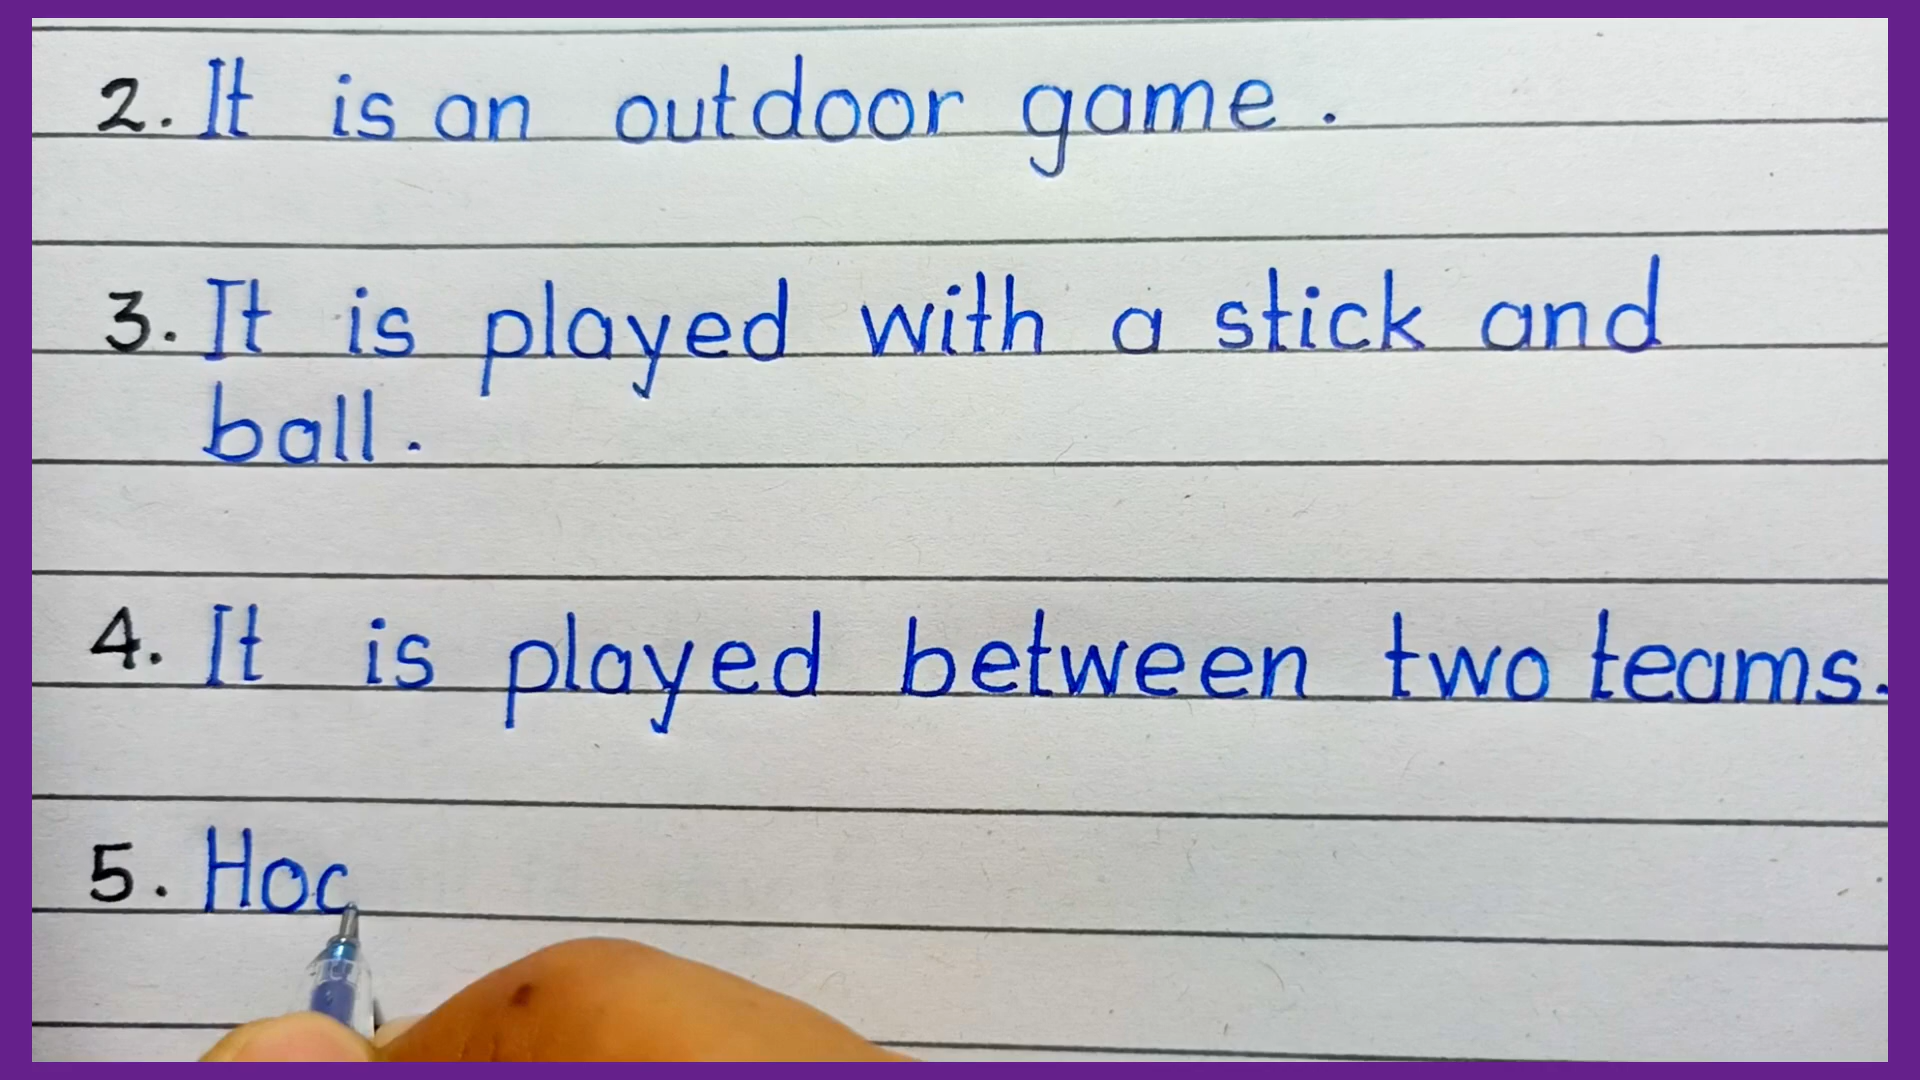 2. It is an outdoor game.
3. It is played with a stick and
ball.
4. It is played between two teams.
5. Hoc